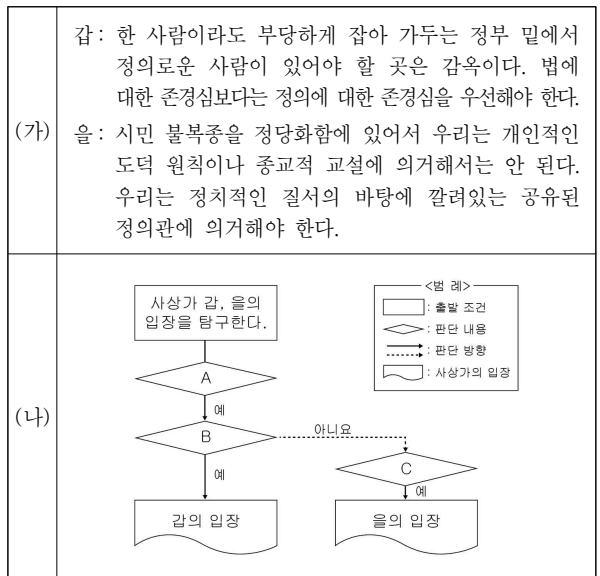 (가)
갑 : 한 사람이라도 부당하게 잡아 가두는 정부 밑에서
정의로운 사람이 있어야 할 곳은 감옥이다. 법에
대한 존경심보다는 정의에 대한 존경심을 우선해야 한다.
을 : 시민 불복종을 정당화함에 있어서 우리는 개인적인
도덕 원칙이나 종교적 교설에 의거해서는 안 된다.
우리는 정치적인 질서의 바탕에 깔려있는 공유된
정의관에 의거해야 한다.
(나)
사상가 갑, 을의
입장을 탐구한다.
<범 례>
: 출발 조건
: 판단 내용
: 판단 방향
: 사상가의 입장
A
예
B
아니요
예
C
예
갑의 입장
을의 입장